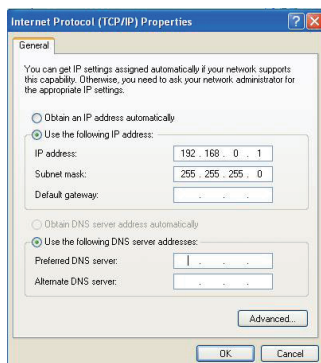 Internet Protocol (TCP/IP) Properties
General
You can get IP settings assigned automatically if your network supports
this capability. Otherwise, you need to ask your network administrator for
the appropriate IP settings.
Obtain an IP address automatically
Use the following IP address:
IP address: 192 . 168 . 0 . 1
Subnet mask: 255 . 255 . 255 . 0
Default gateway: . . .
Obtain DNS server address automatically
Use the following DNS server addresses:
Preferred DNS server: . . .
Alternate DNS server: . . .
Advanced...
OK Cancel